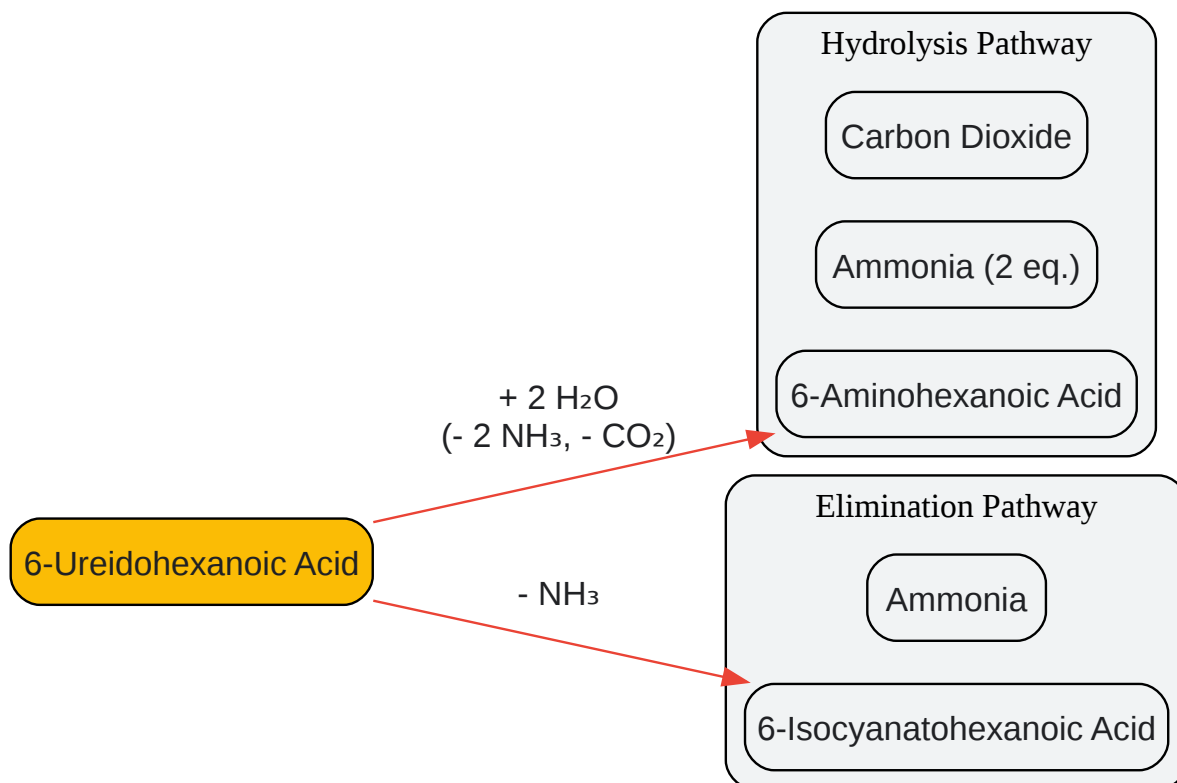 Hydrolysis Pathway
Carbon Dioxide
Ammonia (2 eq.)
6-Aminohexanoic Acid
+ 2 H₂O
(- 2 NH₃, - CO₂)
6-Ureidohexanoic Acid
- NH₃
Elimination Pathway
Ammonia
6-Isocyanatohexanoic Acid